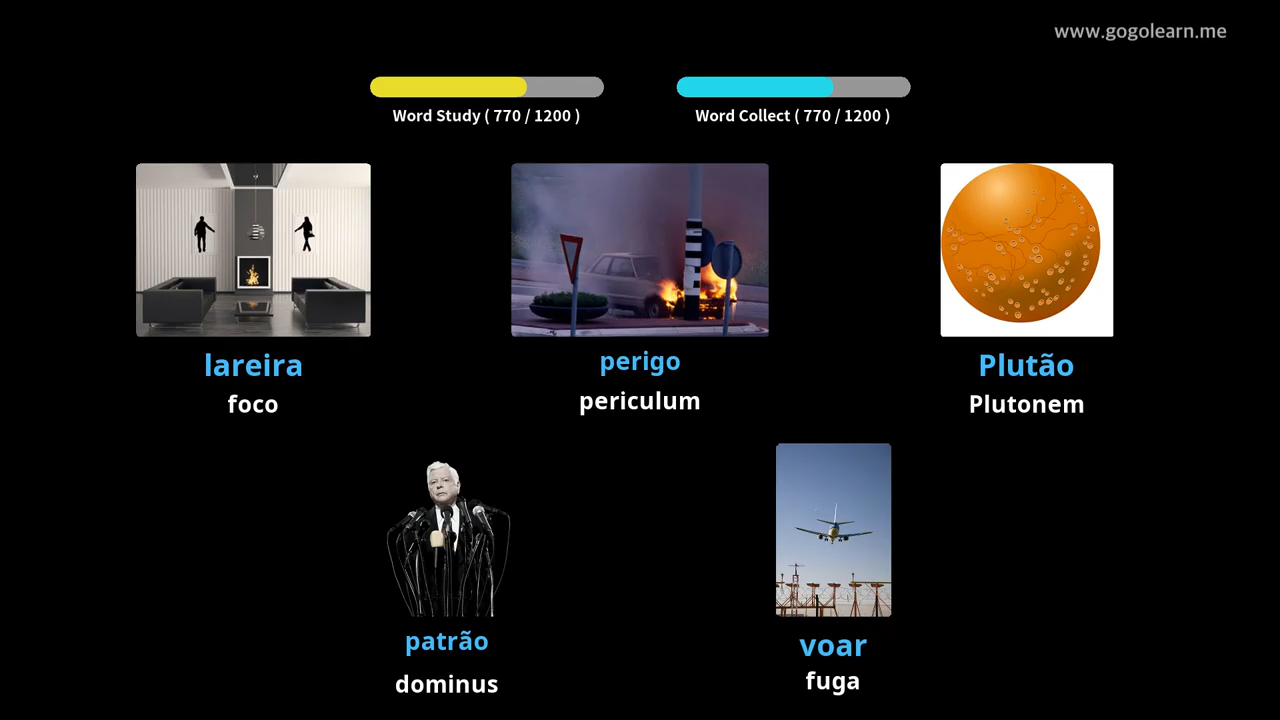 www.gogolearn.me
Word Study ( 770 / 1200 )
Word Collect ( 770 / 1200 )
lareira
foco
perigo
periculum
Plutão
Plutonem
patrão
dominus
voar
fuga